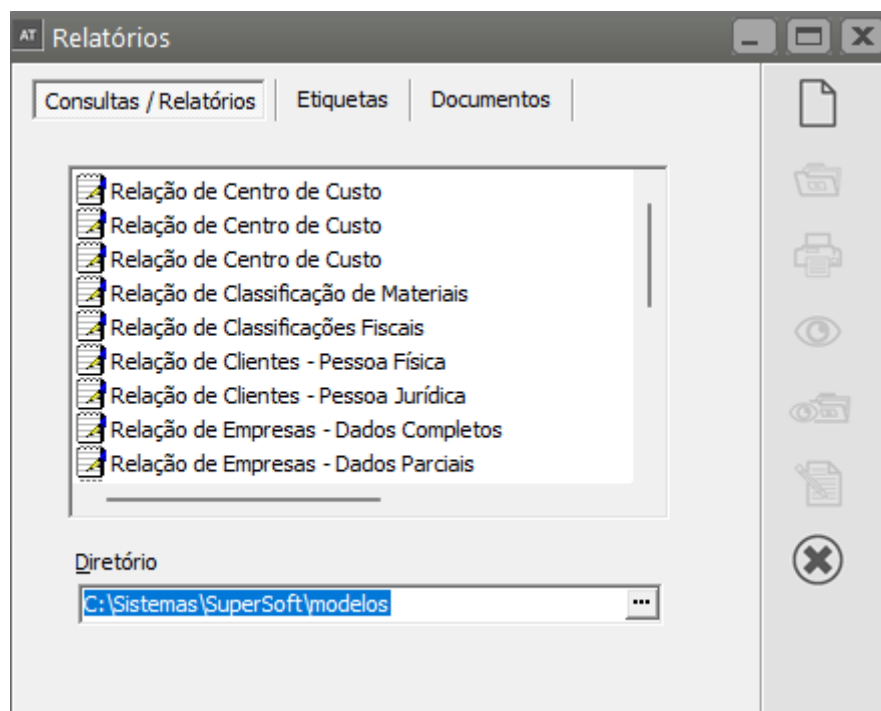 AT Relatórios
Consultas / Relatórios Etiquetas Documentos
Relação de Centro de Custo
Relação de Centro de Custo
Relação de Centro de Custo
Relação de Classificação de Materiais
Relação de Classificações Fiscais
Relação de Clientes - Pessoa Física
Relação de Clientes - Pessoa Jurídica
Relação de Empresas - Dados Completos
Relação de Empresas - Dados Parciais
Diretório
C:\Sistemas\SuperSoft\modelos ...